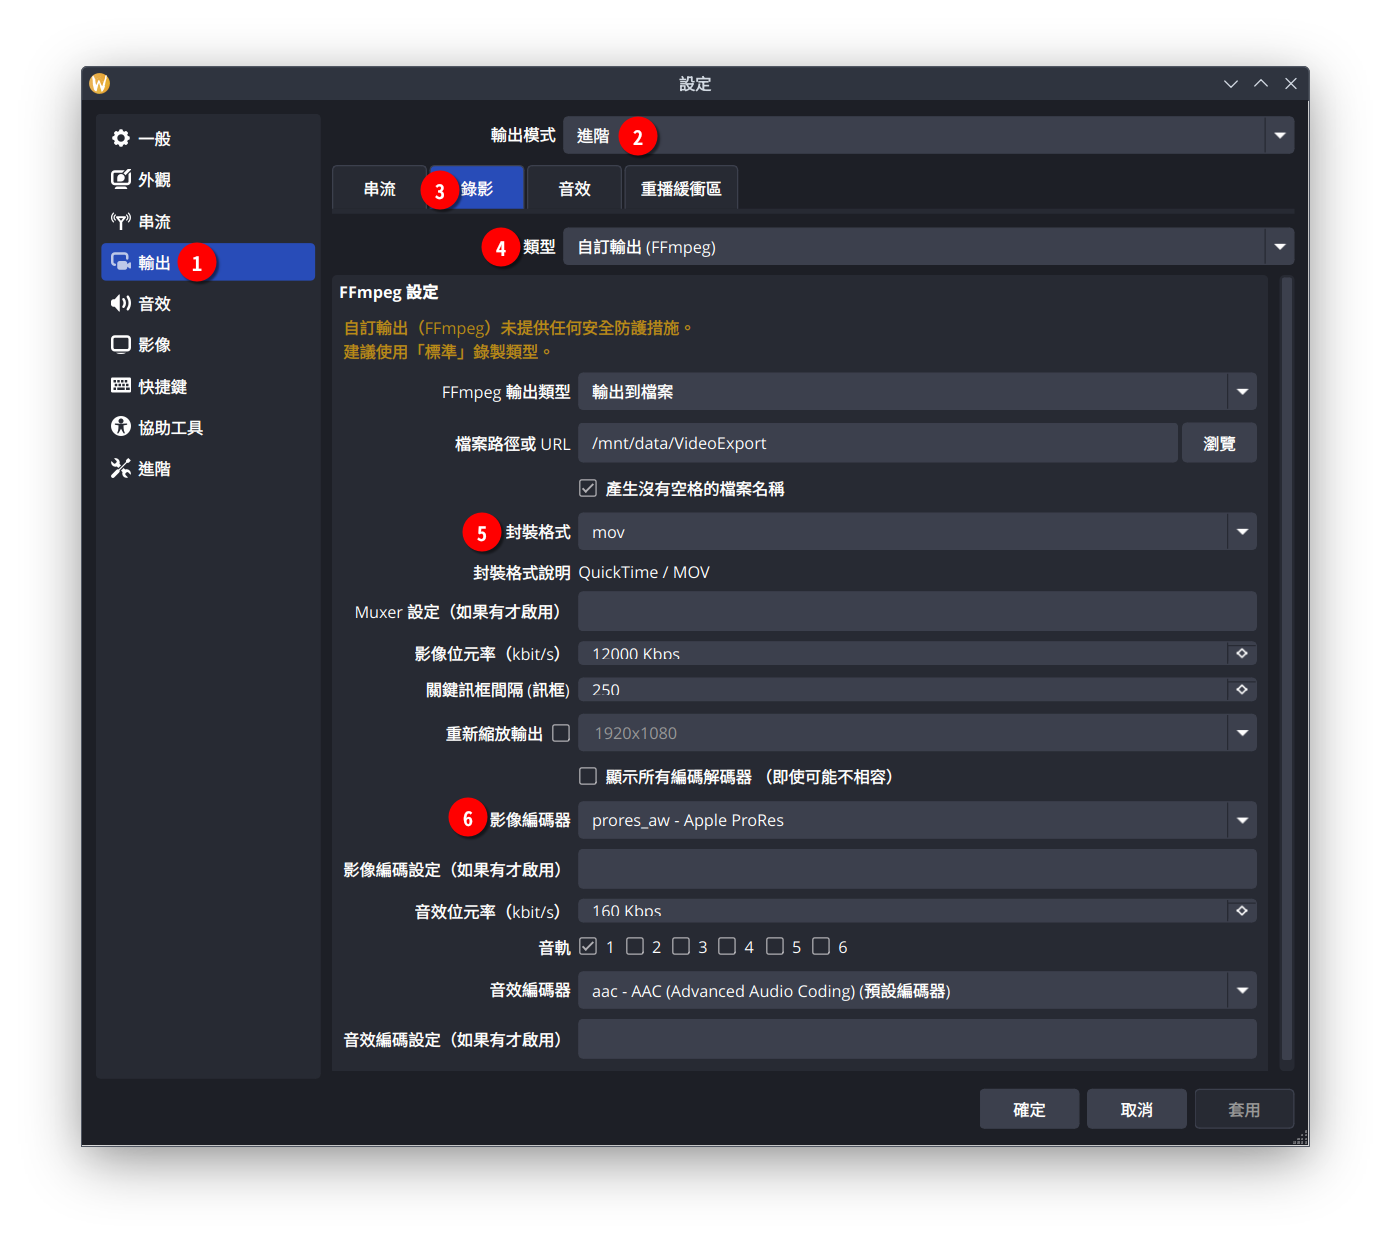 設定
一般
外觀
串流
輸出 1
音效
影像
快捷鍵
協助工具
進階
輸出模式 進階 2
串流 3 錄影 音效 重播緩衝區
4 類型 自訂輸出 (FFmpeg)
FFmpeg 設定
自訂輸出（FFmpeg）未提供任何安全防護措施。
建議使用「標準」錄製類型。
FFmpeg 輸出類型 輸出到檔案
檔案路徑或 URL /mnt/data/VideoExport 瀏覽
產生沒有空格的檔案名稱
5 封裝格式 mov
封裝格式說明 QuickTime / MOV
Muxer 設定（如果有才啟用）
影像位元率（kbit/s） 12000 Kbps
關鍵訊框間隔 (訊框) 250
重新縮放輸出 1920x1080
顯示所有編碼解碼器 （即使可能不相容）
6 影像編碼器 prores_aw - Apple ProRes
影像編碼設定（如果有才啟用）
音效位元率（kbit/s） 160 Kbps
音軌 1 2 3 4 5 6
音效編碼器 aac - AAC (Advanced Audio Coding) (預設編碼器)
音效編碼設定（如果有才啟用）
確定 取消 套用